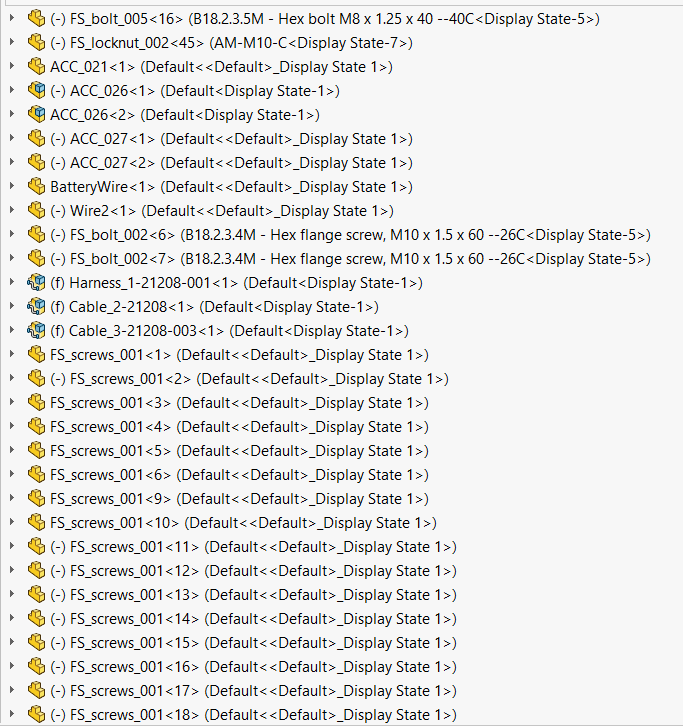 (-) FS_bolt_005<16> (B18.2.3.5M - Hex bolt M8 x 1.25 x 40 --40C<Display State-5>)
(-) FS_locknut_002<45> (AM-M10-C<Display State-7>)
ACC_021<1> (Default<<Default>_Display State 1>)
(-) ACC_026<1> (Default<Display State-1>)
ACC_026<2> (Default<Display State-1>)
(-) ACC_027<1> (Default<<Default>_Display State 1>)
(-) ACC_027<2> (Default<<Default>_Display State 1>)
BatteryWire<1> (Default<<Default>_Display State 1>)
(-) Wire2<1> (Default<<Default>_Display State 1>)
(-) FS_bolt_002<6> (B18.2.3.4M - Hex flange screw, M10 x 1.5 x 60 --26C<Display State-5>)
(-) FS_bolt_002<7> (B18.2.3.4M - Hex flange screw, M10 x 1.5 x 60 --26C<Display State-5>)
(f) Harness_1-21208-001<1> (Default<Display State-1>)
(f) Cable_2-21208<1> (Default<Display State-1>)
(f) Cable_3-21208-003<1> (Default<Display State-1>)
FS_screws_001<1> (Default<<Default>_Display State 1>)
(-) FS_screws_001<2> (Default<<Default>_Display State 1>)
FS_screws_001<3> (Default<<Default>_Display State 1>)
FS_screws_001<4> (Default<<Default>_Display State 1>)
FS_screws_001<5> (Default<<Default>_Display State 1>)
FS_screws_001<6> (Default<<Default>_Display State 1>)
FS_screws_001<9> (Default<<Default>_Display State 1>)
FS_screws_001<10> (Default<<Default>_Display State 1>)
(-) FS_screws_001<11> (Default<<Default>_Display State 1>)
(-) FS_screws_001<12> (Default<<Default>_Display State 1>)
(-) FS_screws_001<13> (Default<<Default>_Display State 1>)
(-) FS_screws_001<14> (Default<<Default>_Display State 1>)
(-) FS_screws_001<15> (Default<<Default>_Display State 1>)
(-) FS_screws_001<16> (Default<<Default>_Display State 1>)
(-) FS_screws_001<17> (Default<<Default>_Display State 1>)
(-) FS_screws_001<18> (Default<<Default>_Display State 1>)